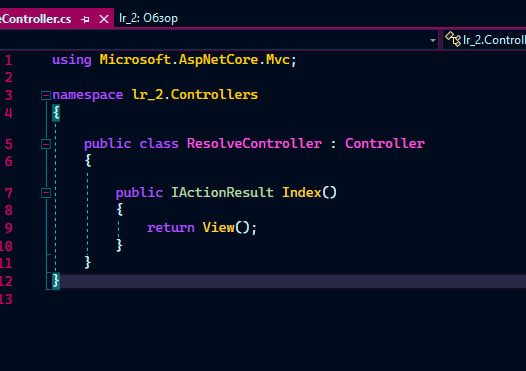 eController.cs
lr_2: Обзор
lr_2.Controll
1 using Microsoft.AspNetCore.Mvc;
2
3 namespace lr_2.Controllers
4 {
5 public class ResolveController : Controller
6 {
7 public IActionResult Index()
8 {
9 return View();
10 }
11 }
12 }
13